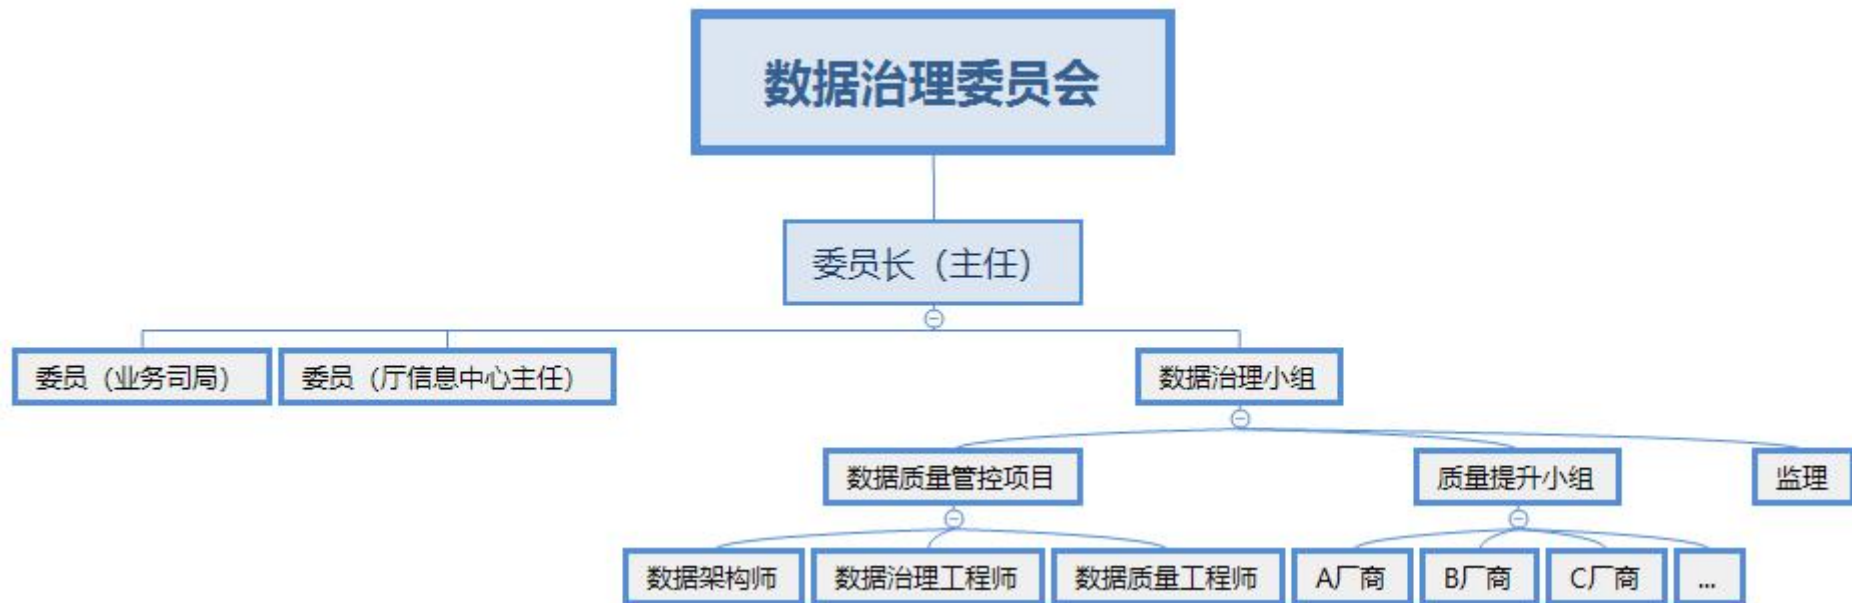 数据治理委员会
委员长（主任）
委员（业务司局）
委员（厅信息中心主任）
数据治理小组
数据质量管控项目
质量提升小组
监理
数据架构师
数据治理工程师
数据质量工程师
A厂商
B厂商
C厂商
...